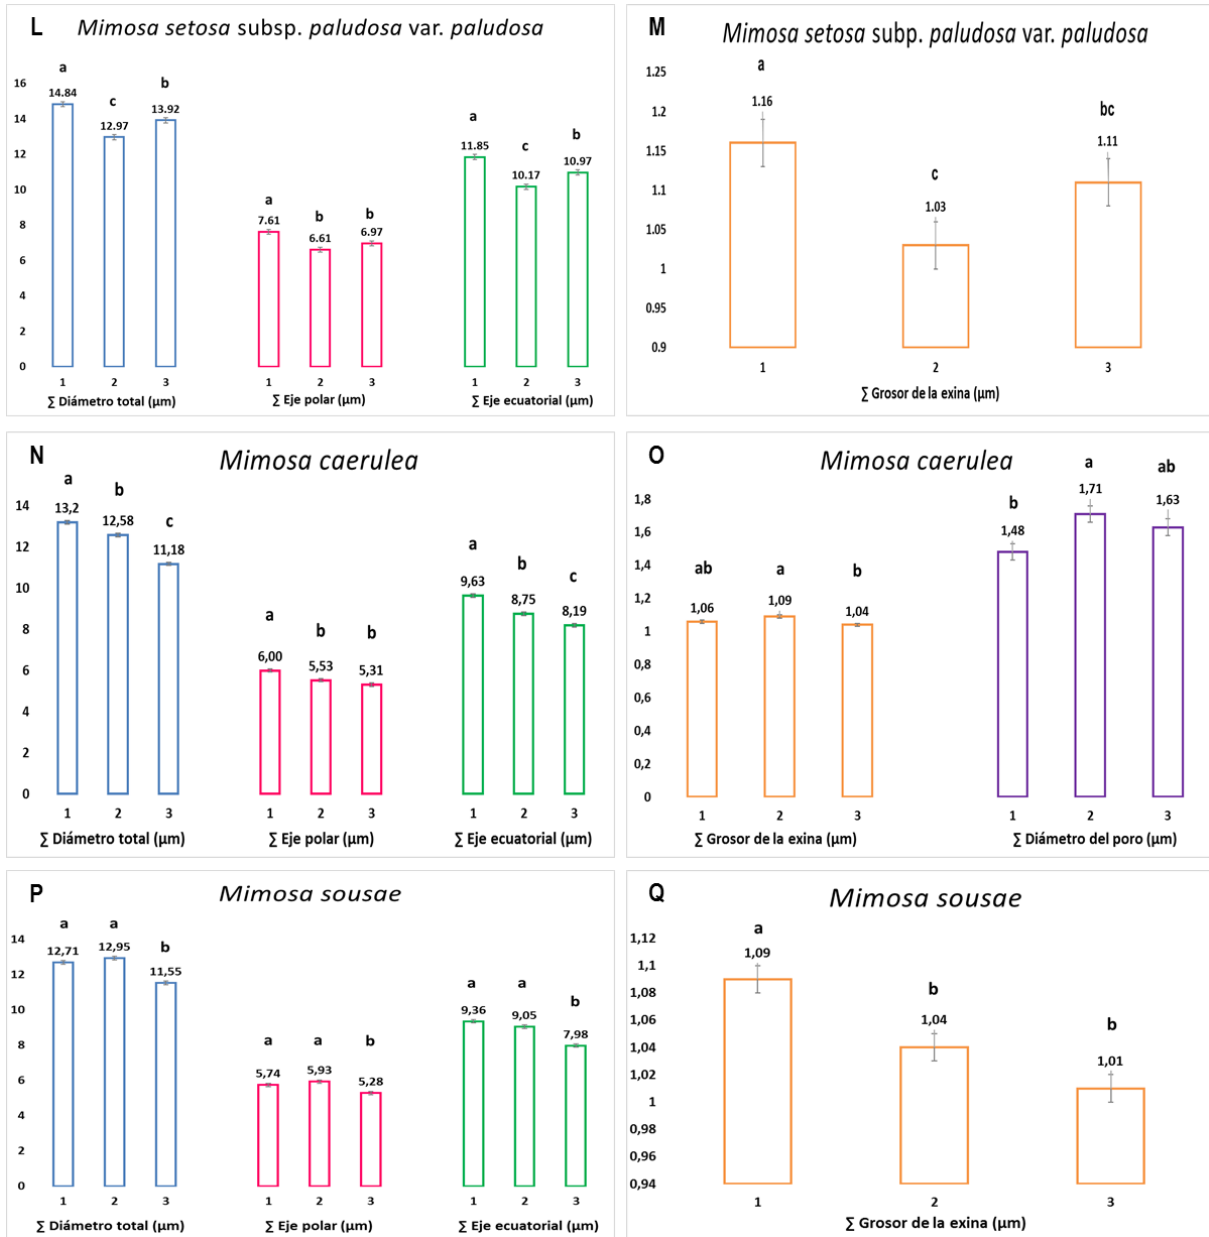 L Mimosa setosa subsp. paludosa var. paludosa
a c b
14.84 12.97 13.92
a b b
7.61 6.61 6.97
a c b
11.85 10.17 10.97
16
14
12
10
8
6
4
2
0
1 2 3 1 2 3 1 2 3
∑ Diámetro total (µm) ∑ Eje polar (µm) ∑ Eje ecuatorial (µm)
M Mimosa setosa subp. paludosa var. paludosa
a c bc
1.16 1.03 1.11
1.25
1.2
1.15
1.1
1.05
1
0.95
0.9
1 2 3
∑ Grosor de la exina (µm)
N Mimosa caerulea
a b c
13,2 12,58 11,18
a b b
6,00 5,53 5,31
a b c
9,63 8,75 8,19
14
12
10
8
6
4
2
0
1 2 3 1 2 3 1 2 3
∑ Diámetro total (µm) ∑ Eje polar (µm) ∑ Eje ecuatorial (µm)
O Mimosa caerulea
ab a b
1,06 1,09 1,04
b a ab
1,48 1,71 1,63
1,8
1,6
1,4
1,2
1
0,8
0,6
0,4
0,2
0
1 2 3 1 2 3
∑ Grosor de la exina (µm) ∑ Diámetro del poro (µm)
P Mimosa sousae
a a b
12,71 12,95 11,55
a a b
5,74 5,93 5,28
a a b
9,36 9,05 7,98
14
12
10
8
6
4
2
0
1 2 3 1 2 3 1 2 3
∑ Diámetro total (µm) ∑ Eje polar (µm) ∑ Eje ecuatorial (µm)
Q Mimosa sousae
a b b
1,09 1,04 1,01
1,12
1,1
1,08
1,06
1,04
1,02
1
0,98
0,96
0,94
1 2 3
∑ Grosor de la exina (µm)